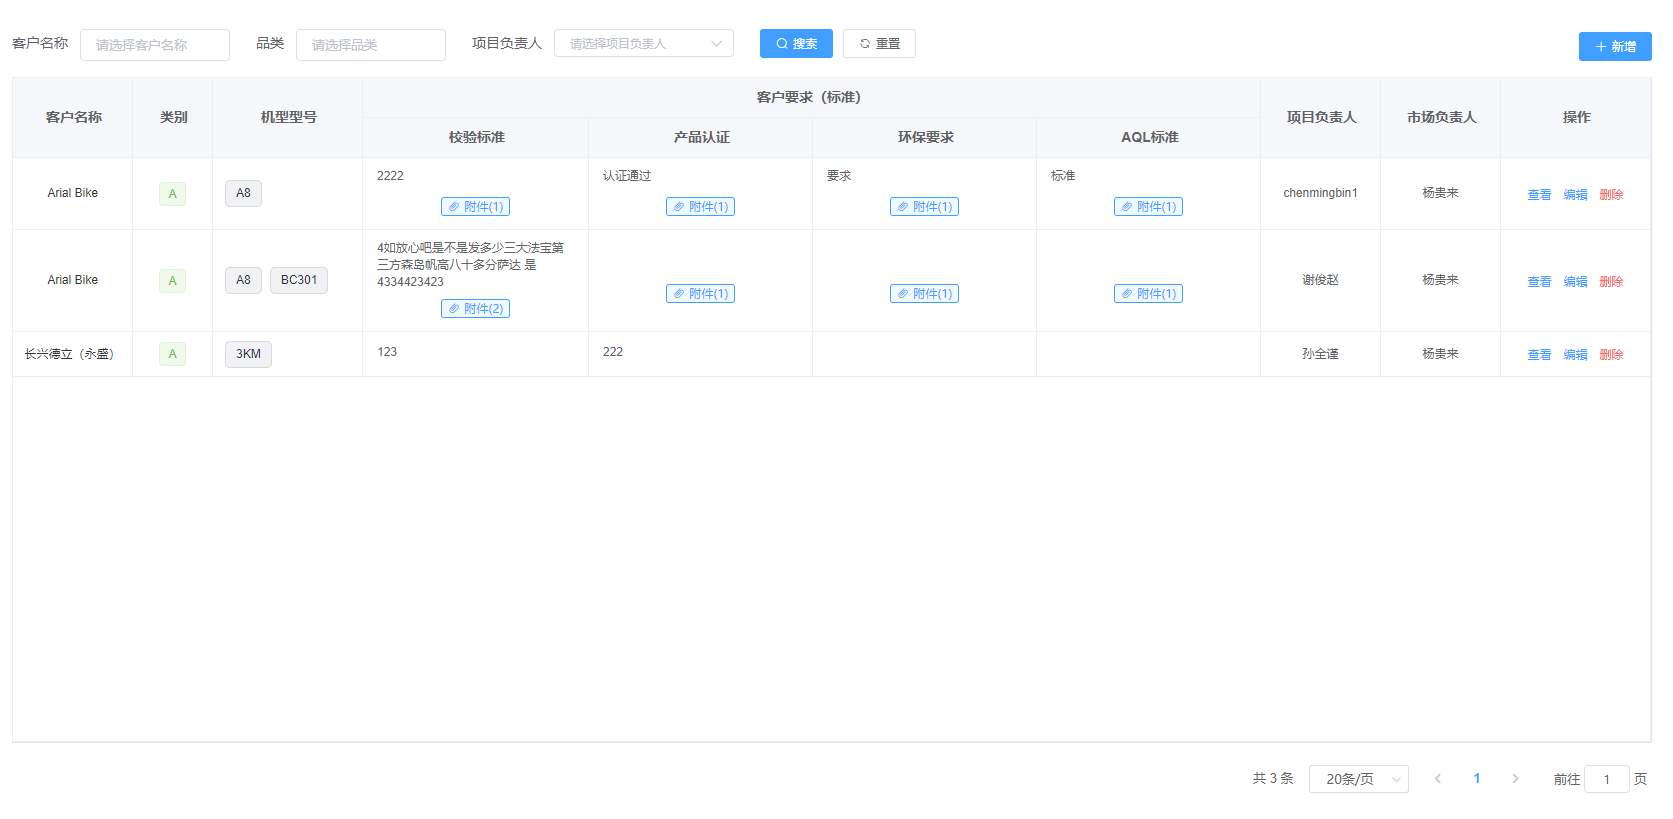 客户名称 请选择客户名称 品类 请选择品类 项目负责人 请选择项目负责人 搜索 重置 新增
客户名称 类别 机型型号 客户要求（标准） 项目负责人 市场负责人 操作
校验标准 产品认证 环保要求 AQL标准
Arial Bike A A8 2222 认证通过 要求 标准 chenmingbin1 杨贵来 查看 编辑 删除
附件(1) 附件(1) 附件(1) 附件(1)
4如放心吧是不是发多少三大法宝第
三方森岛帆高八十多分萨达 是
4334423423
Arial Bike A A8 BC301 附件(1) 附件(1) 附件(1) 谢俊赵 杨贵来 查看 编辑 删除
附件(2)
长兴德立（永盛） A 3KM 123 222 孙全谨 杨贵来 查看 编辑 删除
共 3 条 20条/页 1 前往 1 页